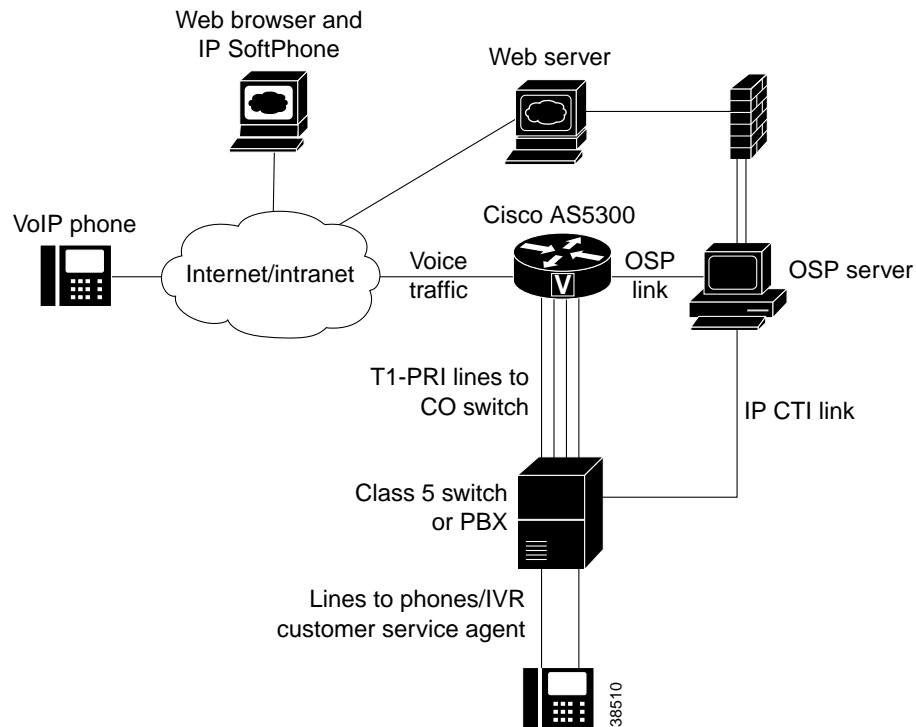 Web browser and
IP SoftPhone
Web server
VoIP phone
Cisco AS5300
Internet/intranet
Voice
traffic
V
OSP
link
OSP server
T1-PRI lines to
CO switch
IP CTI link
Class 5 switch
or PBX
Lines to phones/IVR
customer service agent
38510